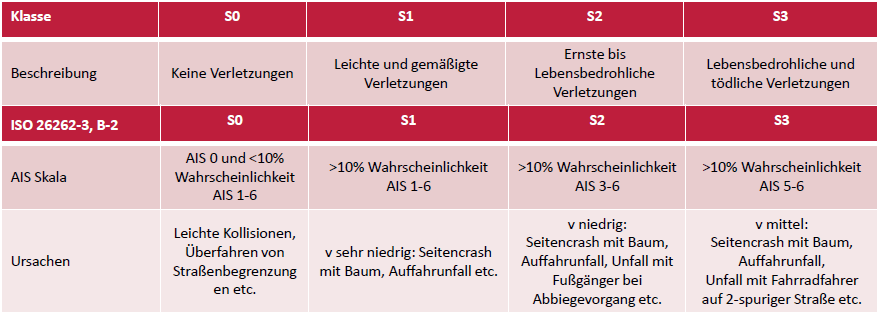 Klasse S0 S1 S2 S3
Beschreibung
Keine Verletzungen
Leichte und gemäßigte
Verletzungen
Ernste bis
Lebensbedrohliche
Verletzungen
Lebensbedrohliche und
tödliche Verletzungen
ISO 26262-3, B-2 S0 S1 S2 S3
AIS Skala
AIS 0 und <10%
Wahrscheinlichkeit
AIS 1-6
>10% Wahrscheinlichkeit
AIS 1-6
>10% Wahrscheinlichkeit
AIS 3-6
>10% Wahrscheinlichkeit
AIS 5-6
Ursachen
Leichte Kollisionen,
Überfahren von
Straßenbegrenzung
en etc.
v sehr niedrig: Seitencrash
mit Baum, Auffahrunfall etc.
v niedrig:
Seitencrash mit Baum,
Auffahrunfall, Unfall mit
Fußgänger bei
Abbiegevorgang etc.
v mittel:
Seitencrash mit Baum,
Auffahrunfall,
Unfall mit Fahrradfahrer
auf 2-spuriger Straße etc.